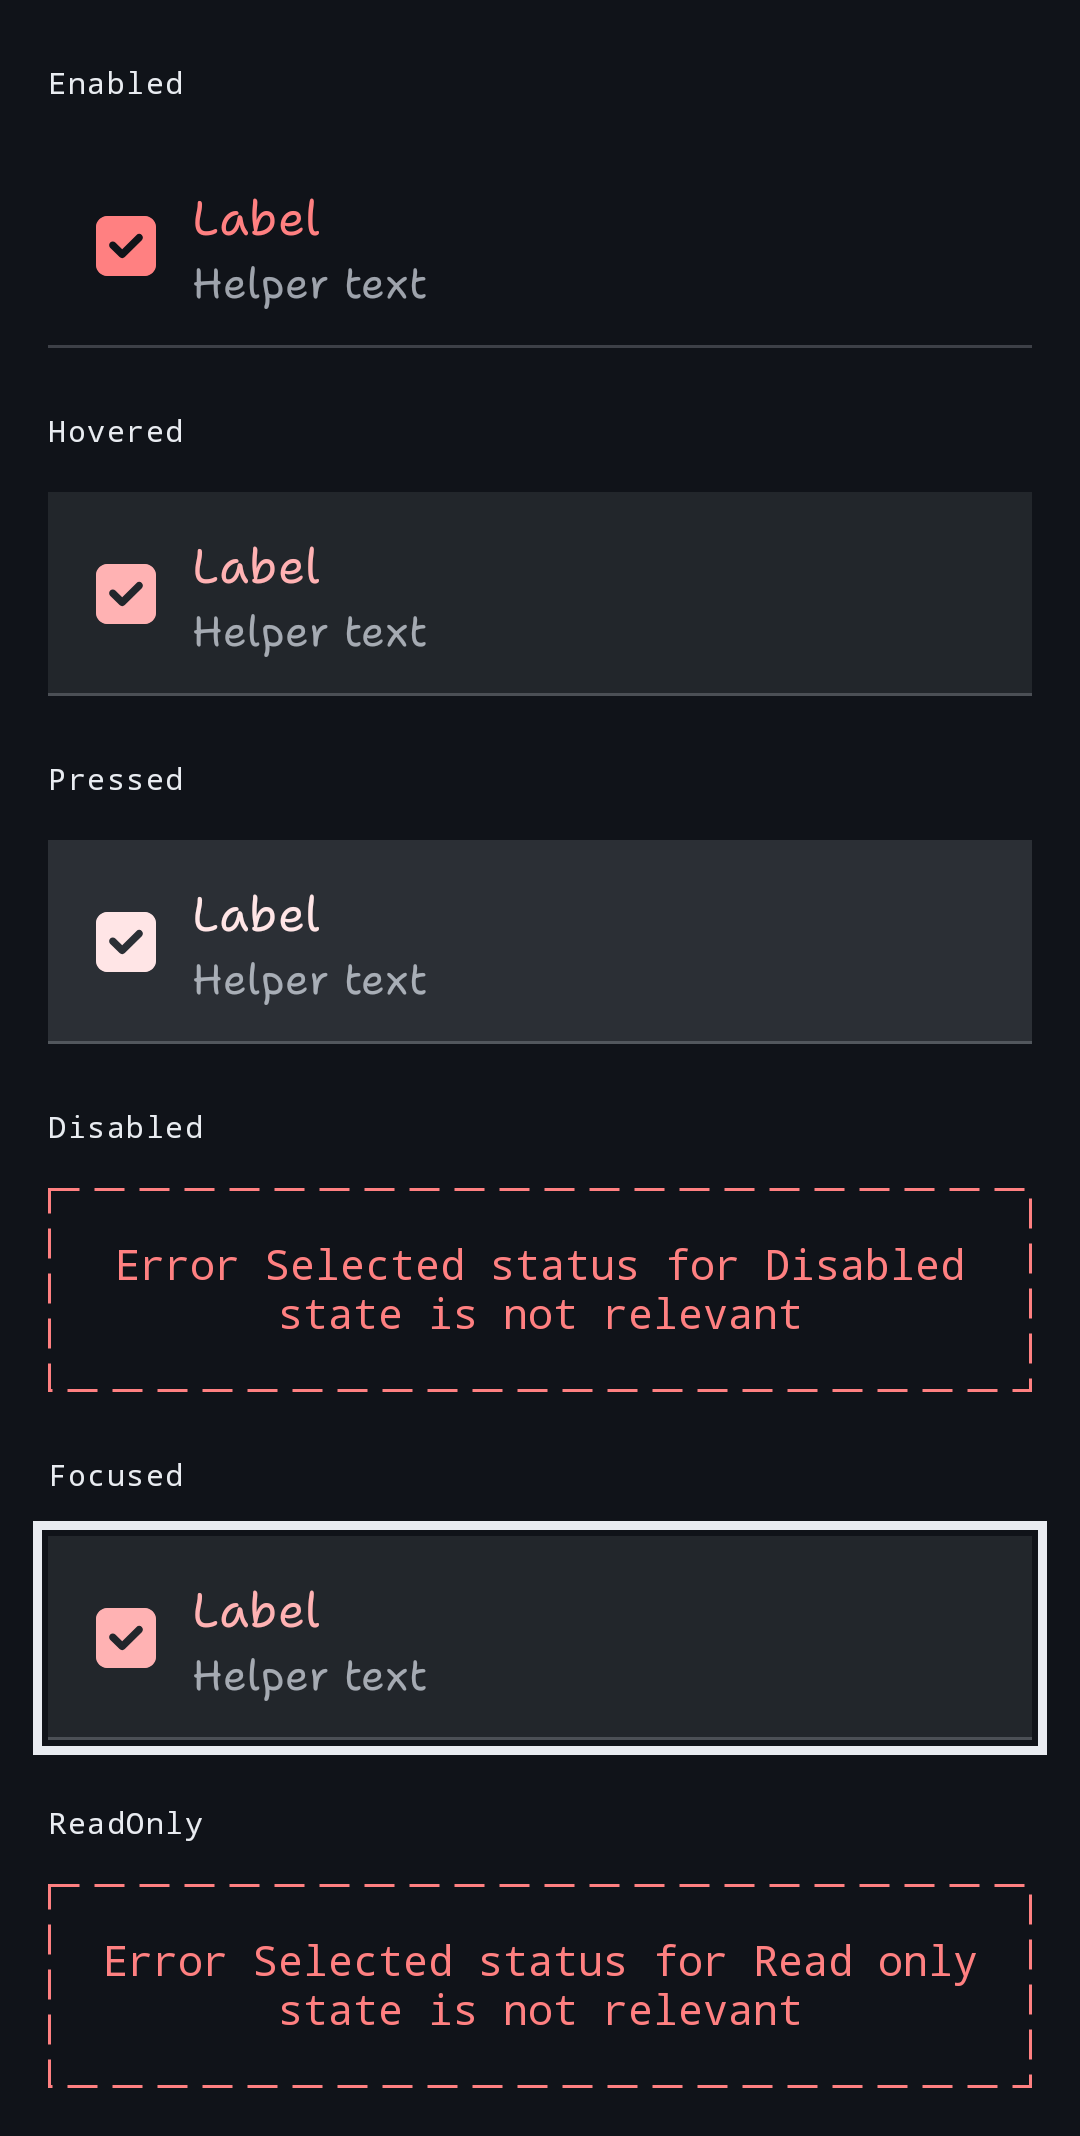 Enabled
Label
Helper text
Hovered
Label
Helper text
Pressed
Label
Helper text
Disabled
Error Selected status for Disabled
state is not relevant
Focused
Label
Helper text
ReadOnly
Error Selected status for Read only
state is not relevant